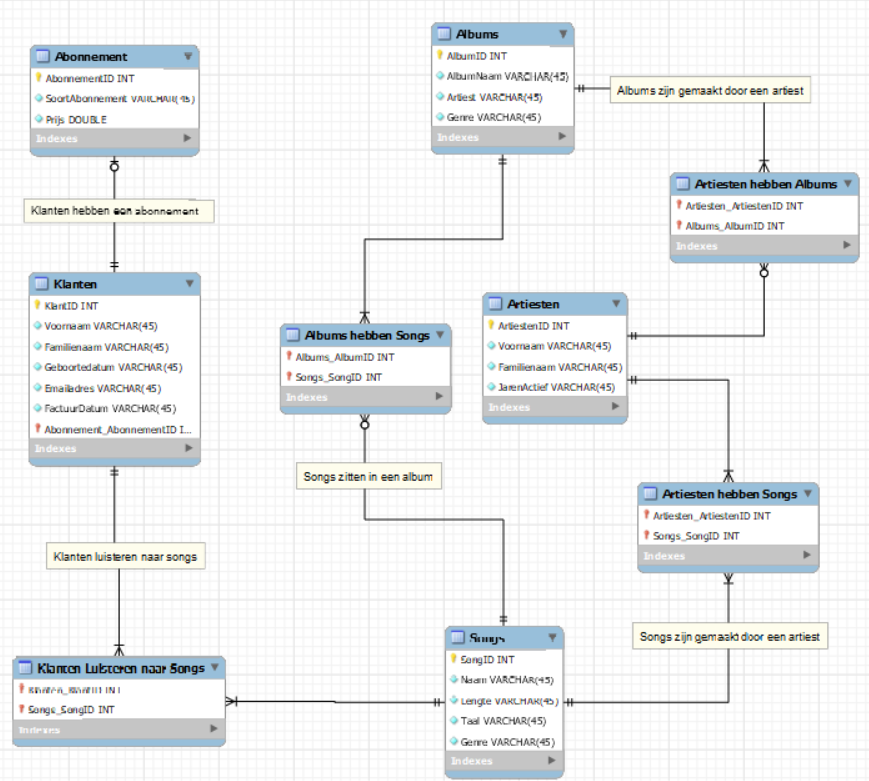 Abonnement
AbonnementID INT
SoortAbonnement VARCHAR(45)
Prijs DOUBLE
Indexes
Klanten hebben een abonnement
Klanten
KlantID INT
Voornaam VARCHAR(45)
Familienaam VARCHAR(45)
Geboortedatum VARCHAR(45)
Emailadres VARCHAR(45)
FactuurDatum VARCHAR(45)
Abonnement_AbonnementID I...
Indexes
Klanten luisteren naar songs
Klanten Luisteren naar Songs
Songs_SongID INT
Indexes
Albums
AlbumID INT
AlbumNaam VARCHAR(45)
Artiest VARCHAR(45)
Genre VARCHAR(45)
Indexes
Albums zijn gemaakt door een artiest
Artiesten hebben Albums
Artiesten_ArtiestenID INT
Albums_AlbumID INT
Indexes
Albums hebben Songs
Albums_AlbumID INT
Songs_SongID INT
Indexes
Songs zitten in een album
Artiesten
ArtiestenID INT
Voornaam VARCHAR(45)
Familienaam VARCHAR(45)
JarenActief VARCHAR(45)
Indexes
Artiesten hebben Songs
Artiesten_ArtiestenID INT
Songs_SongID INT
Indexes
Songs zijn gemaakt door een artiest
Songs
SongID INT
Naam VARCHAR(45)
Lengte VARCHAR(45)
Taal VARCHAR(45)
Genre VARCHAR(45)
Indexes